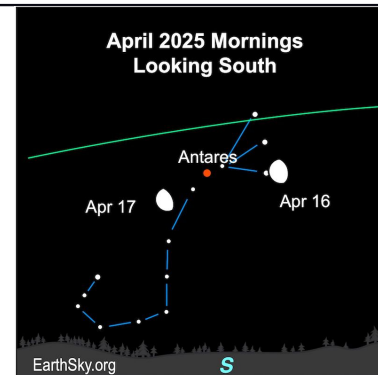 April 2025 Mornings
Looking South
Antares
Apr 17
Apr 16
EarthSky.org
S